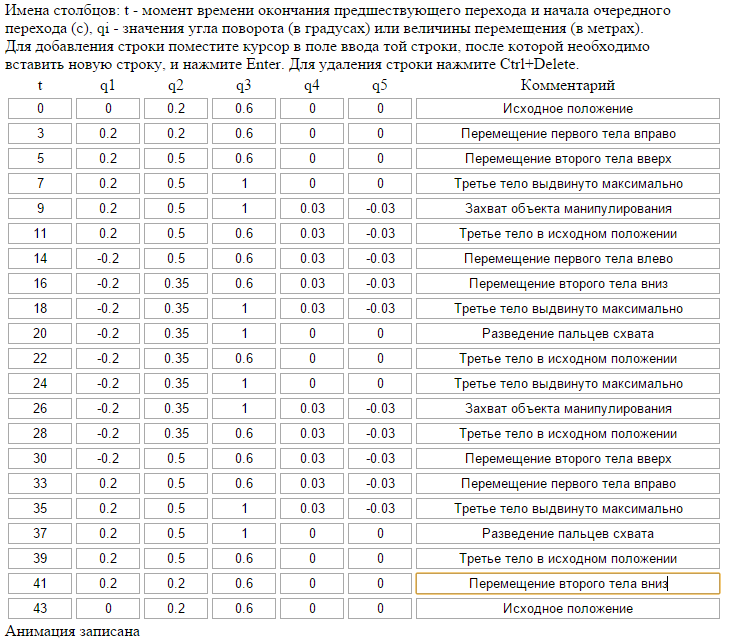 Имена столбцов: t - момент времени окончания предшествующего перехода и начала очередного
перехода (с), qi - значения угла поворота (в градусах) или величины перемещения (в метрах).
Для добавления строки поместите курсор в поле ввода той строки, после которой необходимо
вставить новую строку, и нажмите Enter. Для удаления строки нажмите Ctrl+Delete.
t q1 q2 q3 q4 q5 Комментарий
0 0 0.2 0.6 0 0 Исходное положение
3 0.2 0.2 0.6 0 0 Перемещение первого тела вправо
5 0.2 0.5 0.6 0 0 Перемещение второго тела вверх
7 0.2 0.5 1 0 0 Третье тело выдвинуто максимально
9 0.2 0.5 1 0.03 -0.03 Захват объекта манипулирования
11 0.2 0.5 0.6 0.03 -0.03 Третье тело в исходном положении
14 -0.2 0.5 0.6 0.03 -0.03 Перемещение первого тела влево
16 -0.2 0.35 0.6 0.03 -0.03 Перемещение второго тела вниз
18 -0.2 0.35 1 0.03 -0.03 Третье тело выдвинуто максимально
20 -0.2 0.35 1 0 0 Разведение пальцев схвата
22 -0.2 0.35 0.6 0 0 Третье тело в исходном положении
24 -0.2 0.35 1 0 0 Третье тело выдвинуто максимально
26 -0.2 0.35 1 0.03 -0.03 Захват объекта манипулирования
28 -0.2 0.35 0.6 0.03 -0.03 Третье тело в исходном положении
30 -0.2 0.5 0.6 0.03 -0.03 Перемещение второго тела вверх
33 0.2 0.5 0.6 0.03 -0.03 Перемещение первого тела вправо
35 0.2 0.5 1 0.03 -0.03 Третье тело выдвинуто максимально
37 0.2 0.5 1 0 0 Разведение пальцев схвата
39 0.2 0.5 0.6 0 0 Третье тело в исходном положении
41 0.2 0.2 0.6 0 0 Перемещение второго тела вниз
43 0 0.2 0.6 0 0 Исходное положение
Анимация записана